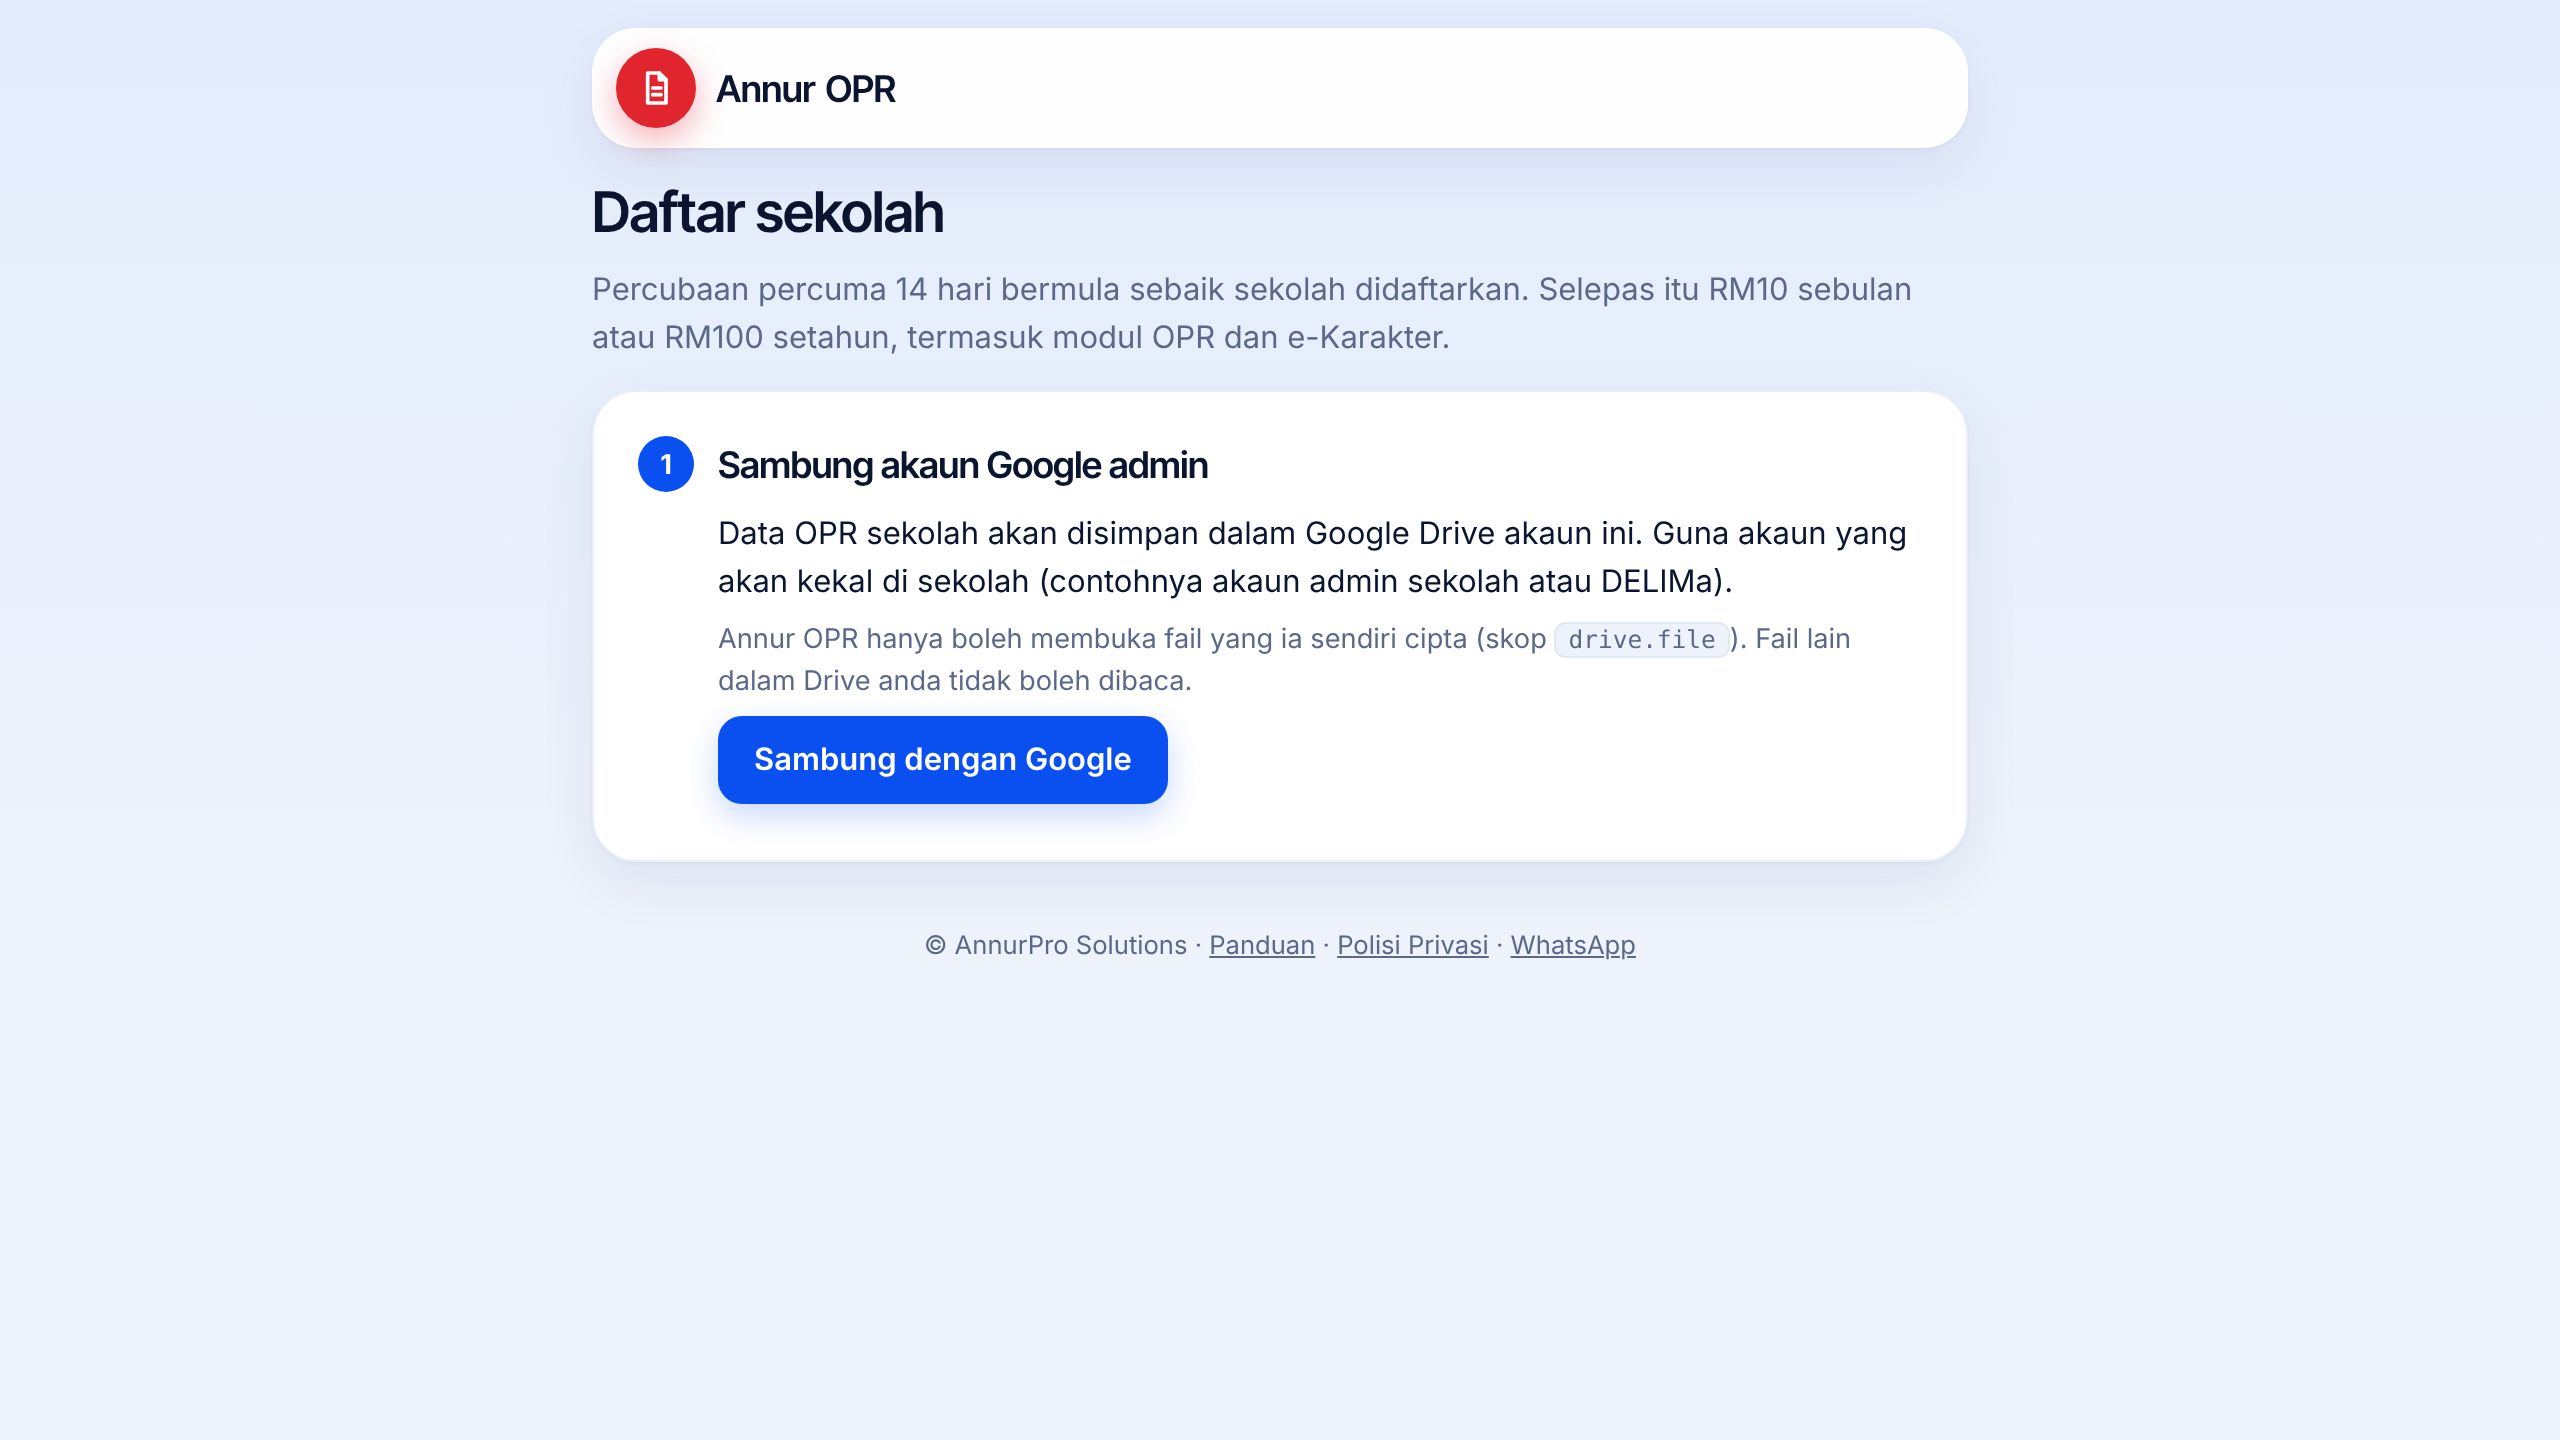 Annur OPR
Daftar sekolah
Percubaan percuma 14 hari bermula sebaik sekolah didaftarkan. Selepas itu RM10 sebulan
atau RM100 setahun, termasuk modul OPR dan e-Karakter.
1 Sambung akaun Google admin
Data OPR sekolah akan disimpan dalam Google Drive akaun ini. Guna akaun yang
akan kekal di sekolah (contohnya akaun admin sekolah atau DELIMa).
Annur OPR hanya boleh membuka fail yang ia sendiri cipta (skop drive.file). Fail lain
dalam Drive anda tidak boleh dibaca.
Sambung dengan Google
© AnnurPro Solutions · Panduan · Polisi Privasi · WhatsApp